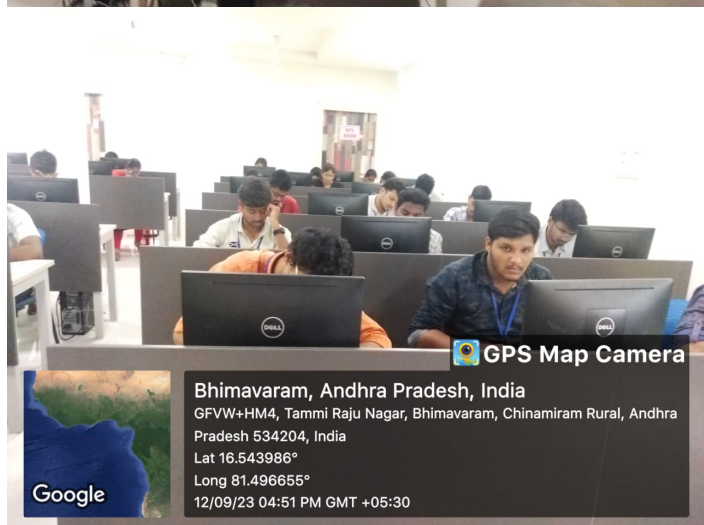 DELL
DELL
DELL
DELL
DELL
GPS Map Camera
Bhimavaram, Andhra Pradesh, India
GFVW+HM4, Tammi Raju Nagar, Bhimavaram, Chinamiram Rural, Andhra
Pradesh 534204, India
Lat 16.543986°
Long 81.496655°
12/09/23 04:51 PM GMT +05:30
Google